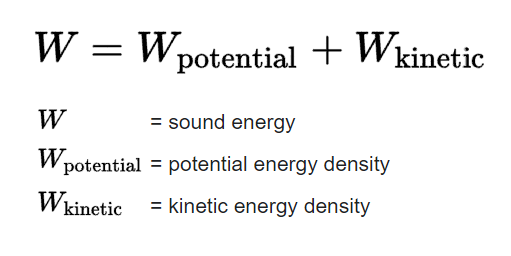 W = W_potential + W_kinetic
W = sound energy
W_potential = potential energy density
W_kinetic = kinetic energy density